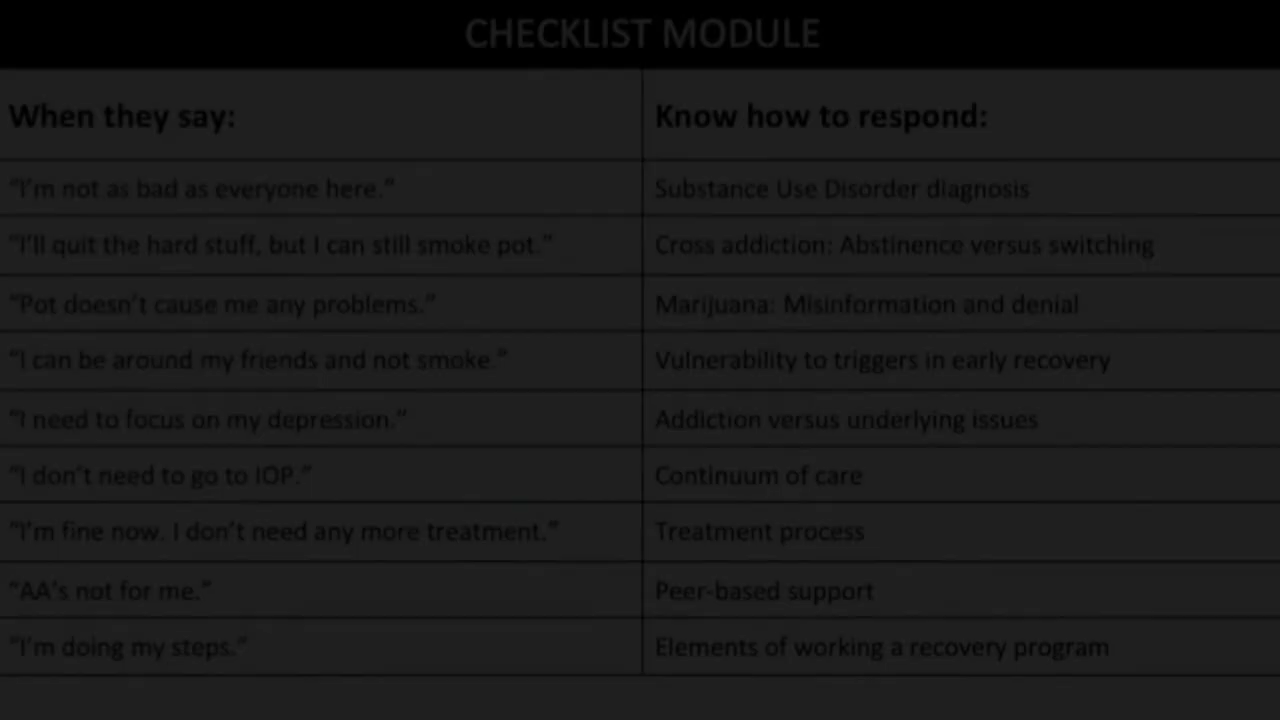 CHECKLIST MODULE
When they say: Know how to respond:
“I’m not as bad as everyone here.” Substance Use Disorder diagnosis
“I’ll quit the hard stuff, but I can still smoke pot.” Cross addiction: Abstinence versus switching
“Pot doesn’t cause me any problems.” Marijuana: Misinformation and denial
“I can be around my friends and not smoke.” Vulnerability to triggers in early recovery
“I need to focus on my depression.” Addiction versus underlying issues
“I don’t need to go to IOP.” Continuum of care
“I’m fine now. I don’t need any more treatment.” Treatment process
“AA’s not for me.” Peer-based support
“I’m doing my steps.” Elements of working a recovery program